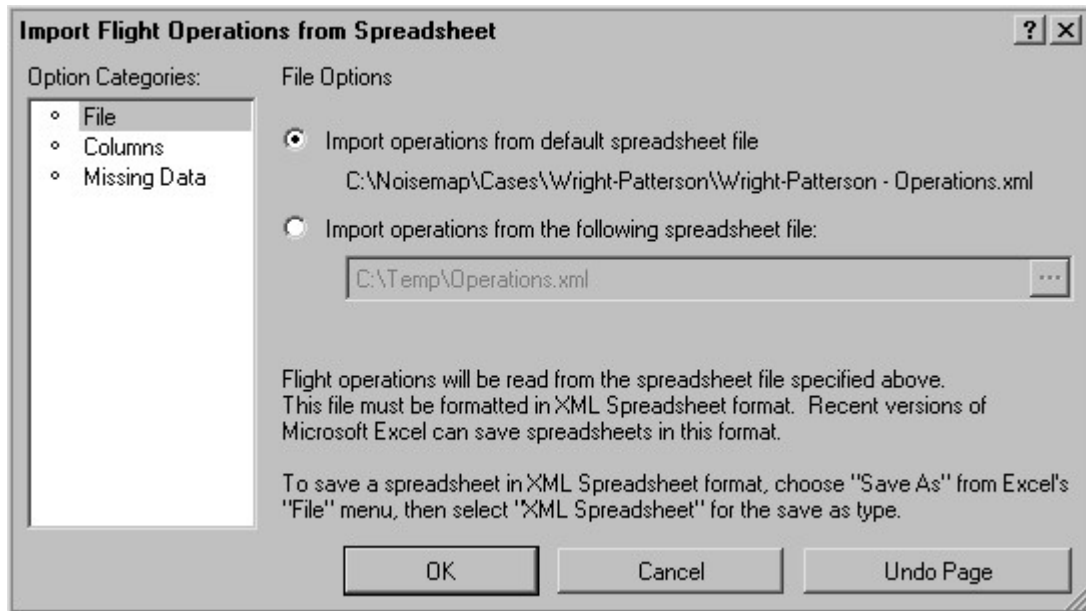 Import Flight Operations from Spreadsheet
Option Categories:
File
Columns
Missing Data
File Options
Import operations from default spreadsheet file
C:\Noisemap\Cases\Wright-Patterson\Wright-Patterson - Operations.xml
Import operations from the following spreadsheet file:
C:\Temp\Operations.xml
...
Flight operations will be read from the spreadsheet file specified above.
This file must be formatted in XML Spreadsheet format. Recent versions of
Microsoft Excel can save spreadsheets in this format.
To save a spreadsheet in XML Spreadsheet format, choose "Save As" from Excel's
"File" menu, then select "XML Spreadsheet" for the save as type.
OK
Cancel
Undo Page